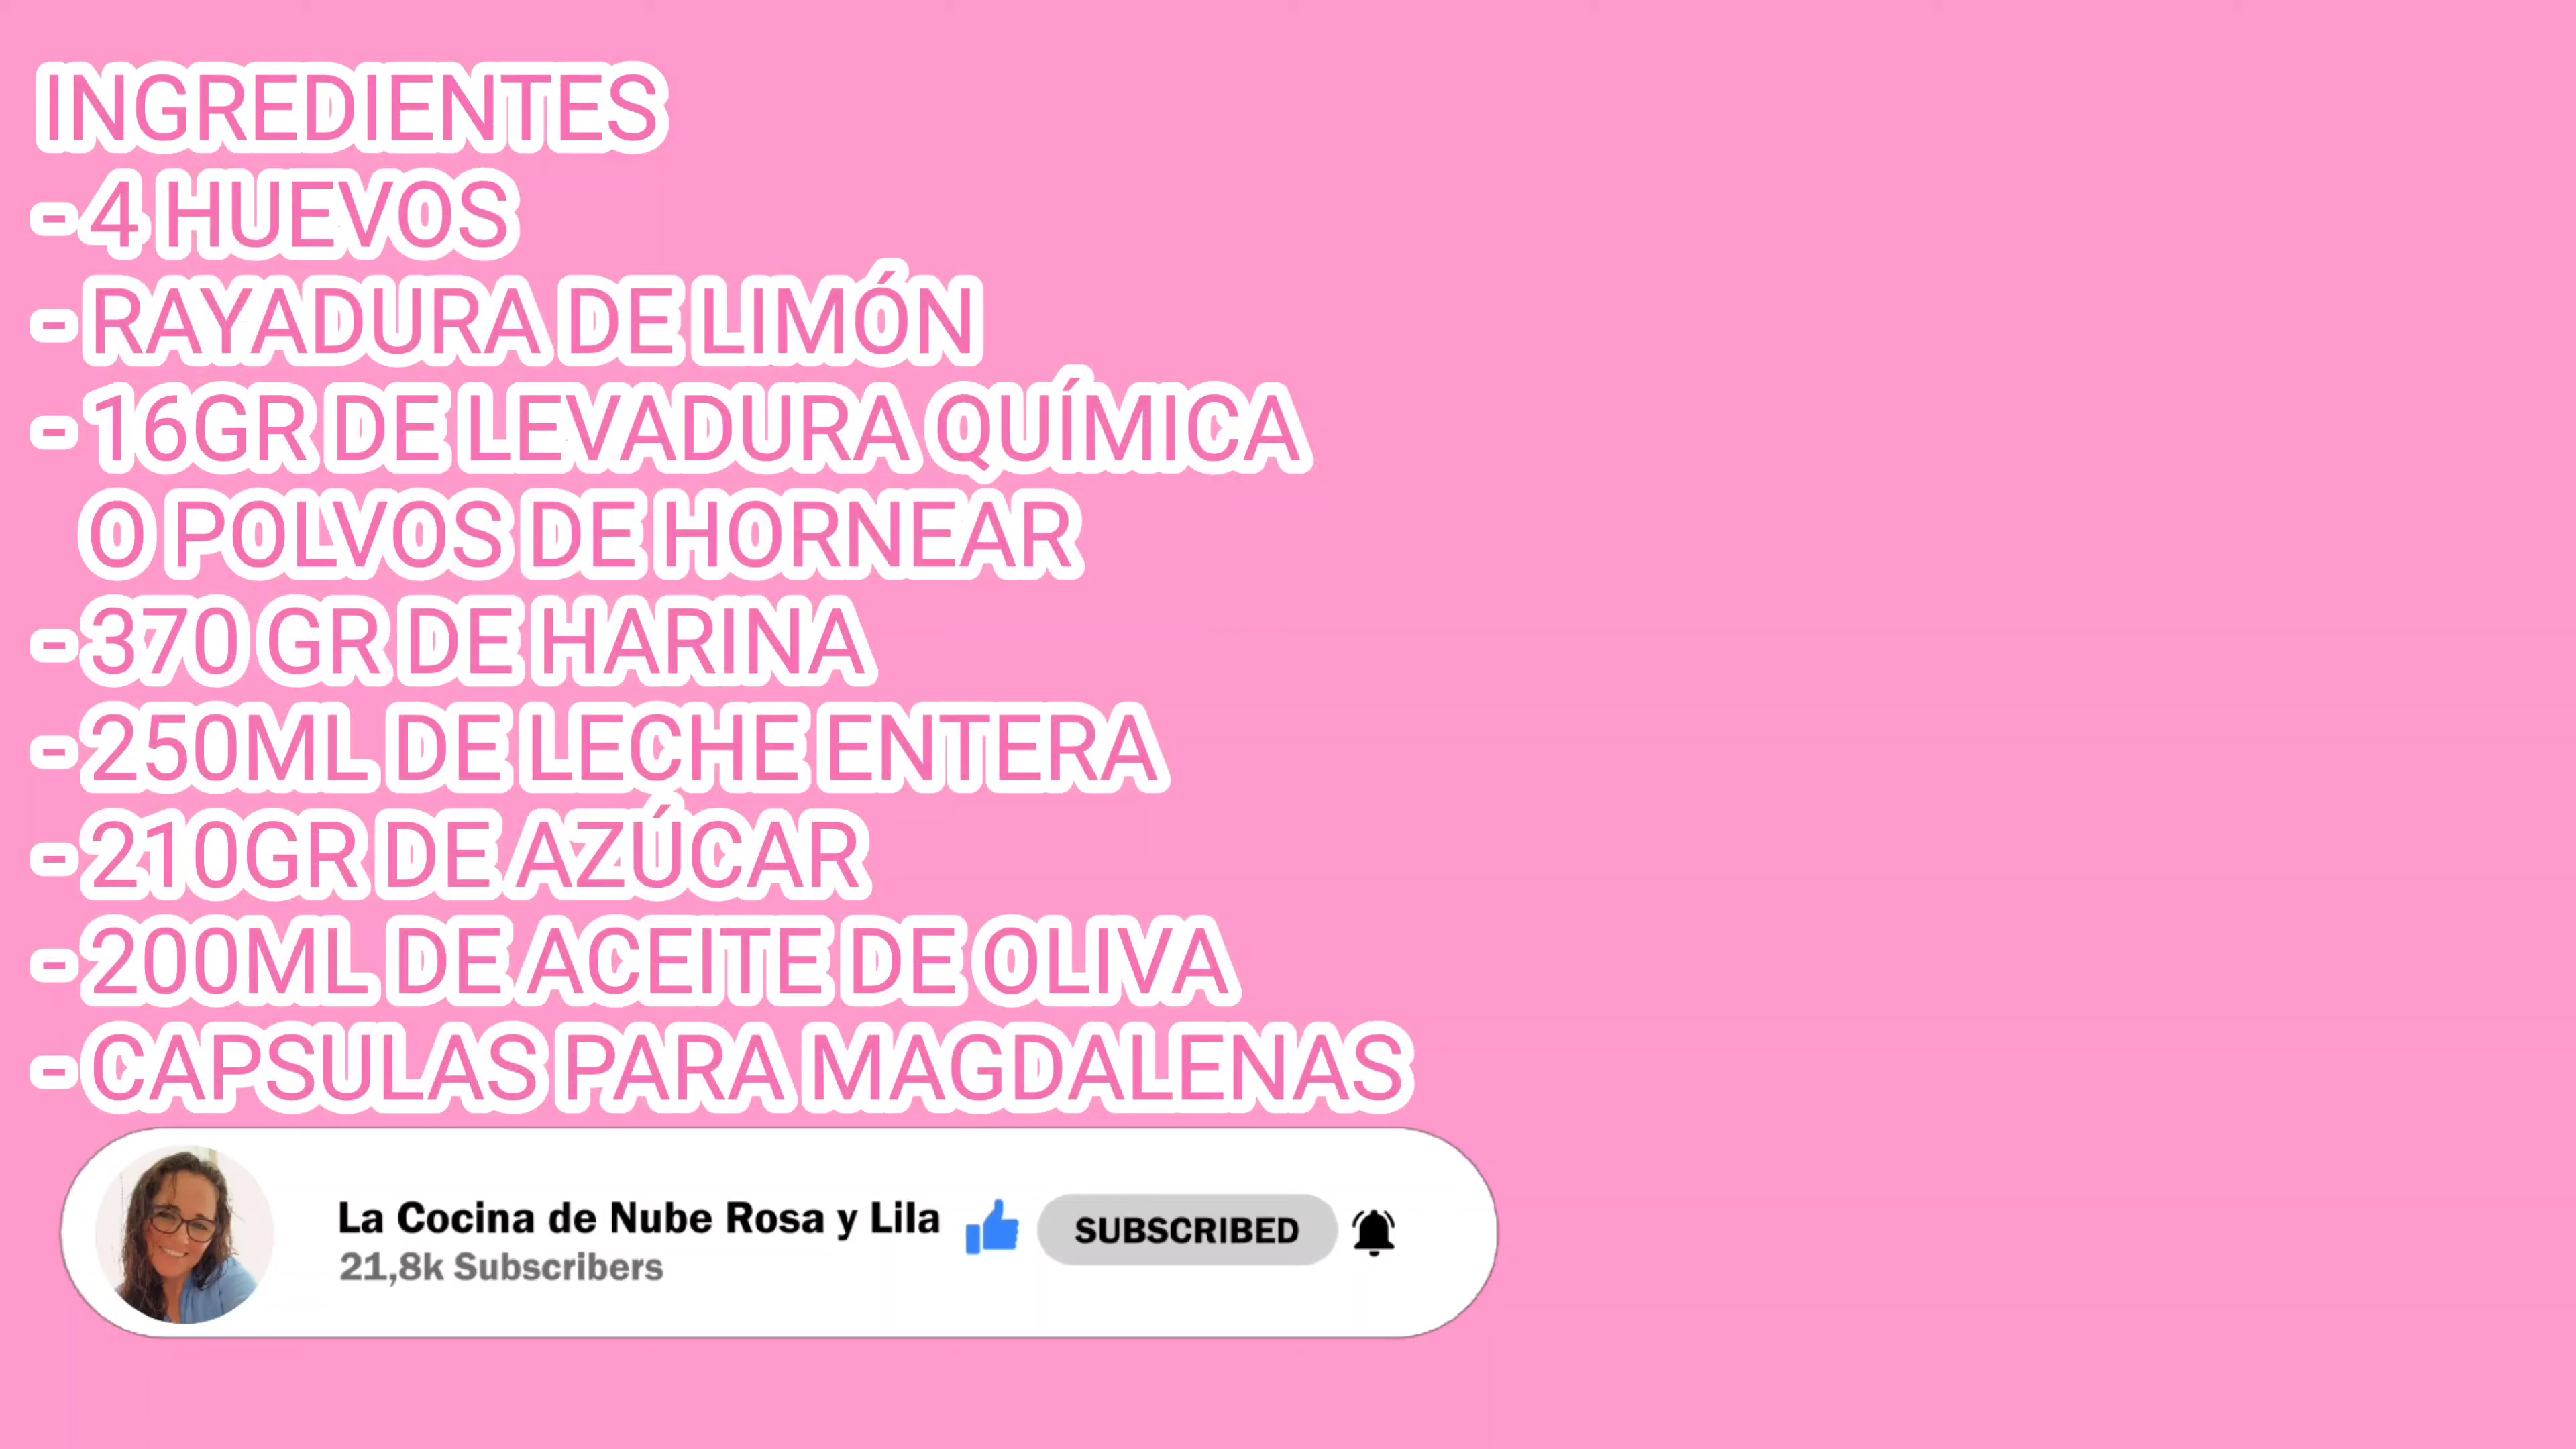 INGREDIENTES
- 4 HUEVOS
- RAYADURA DE LIMÓN
- 16GR DE LEVADURA QUÍMICA
O POLVOS DE HORNEAR
- 370 GR DE HARINA
- 250ML DE LECHE ENTERA
- 210GR DE AZÚCAR
- 200ML DE ACEITE DE OLIVA
- CAPSULAS PARA MAGDALENAS
La Cocina de Nube Rosa y Lila
21,8k Subscribers
SUBSCRIBED